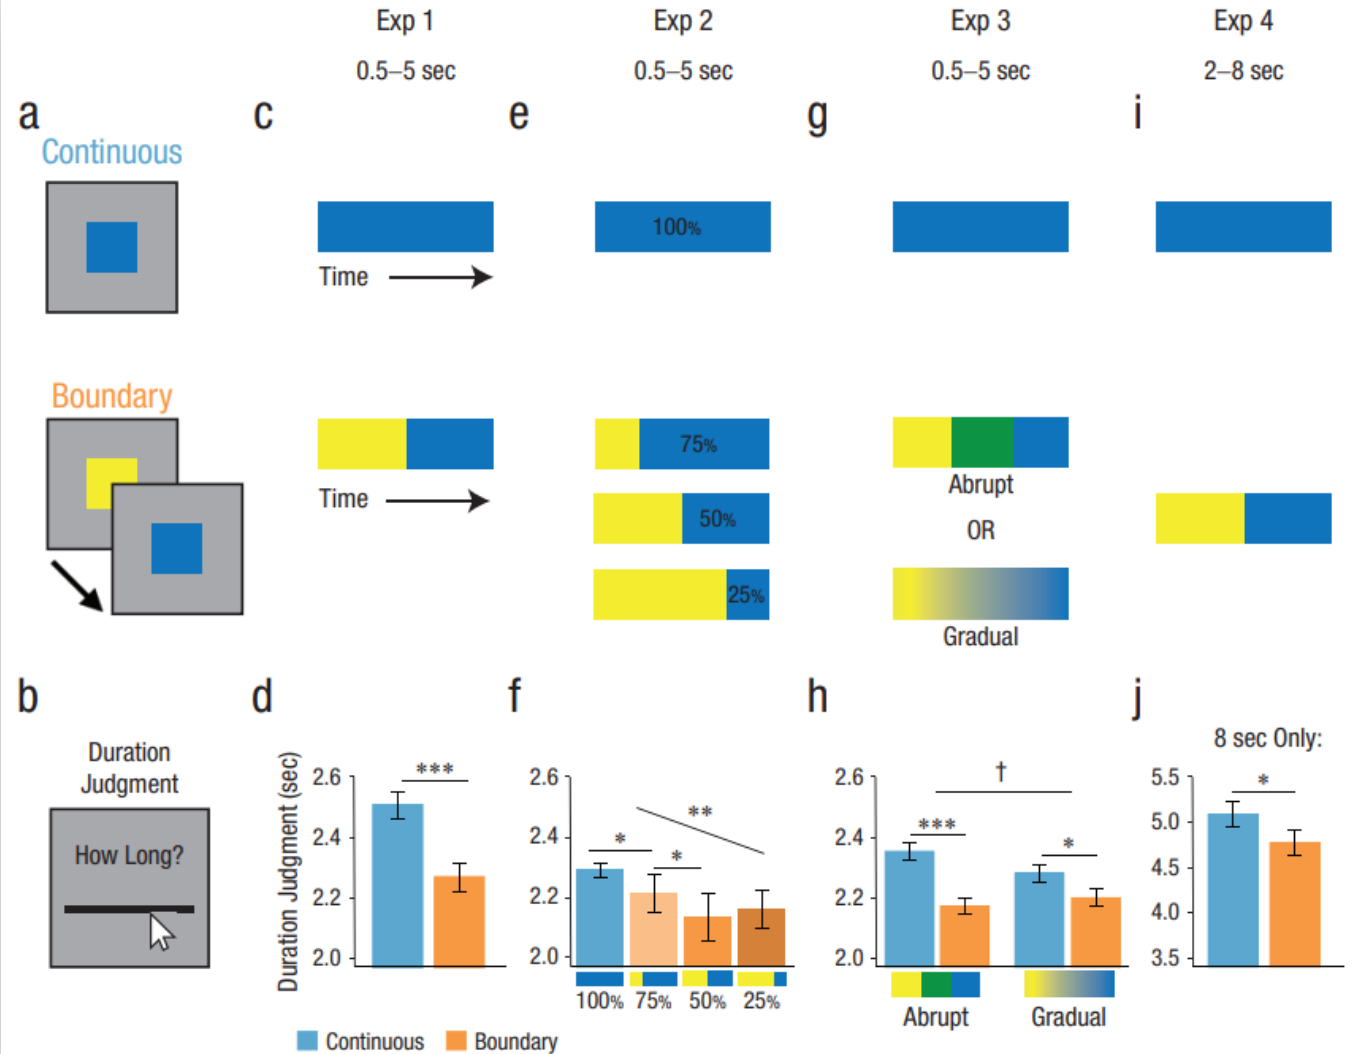 Exp 1
Exp 2
Exp 3
Exp 4
0.5–5 sec
0.5–5 sec
0.5–5 sec
2–8 sec
a
c
e
g
i
Continuous
100%
Time
Boundary
75%
Time
50%
25%
Abrupt
OR
Gradual
b
d
f
h
j
Duration
Judgment
How Long?
Duration Judgment (sec)
2.6
2.4
2.2
2.0
***
2.6
2.4
2.2
2.0
*
*
**
100%
75%
50%
25%
2.6
2.4
2.2
2.0
†
***
*
Abrupt
Gradual
8 sec Only:
5.5
5.0
4.5
4.0
3.5
*
Continuous
Boundary